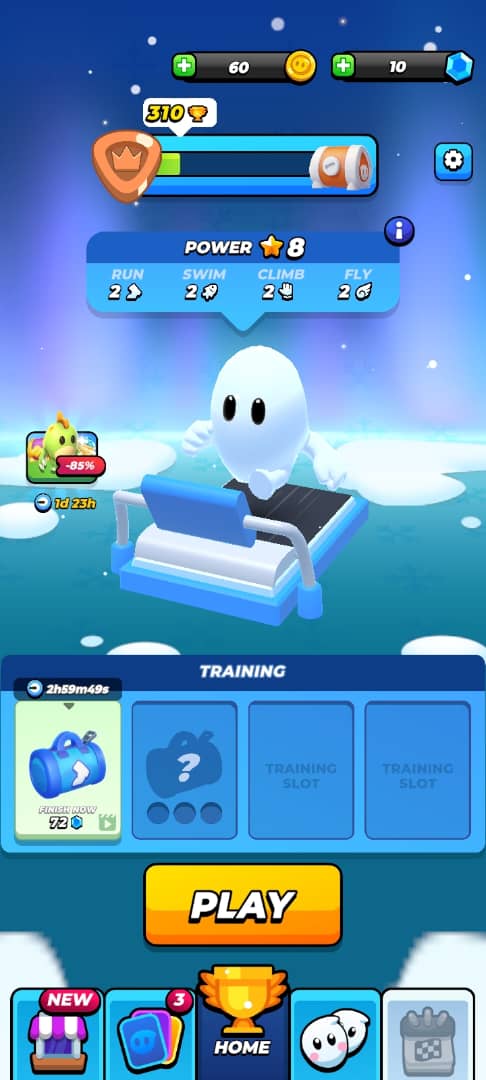 60
10
310
POWER 8
RUN SWIM CLIMB FLY
2 2 2 2
-85%
1d 23h
TRAINING
2h59m49s
?
TRAINING SLOT
TRAINING SLOT
FINISH NOW
72
PLAY
NEW
3
HOME